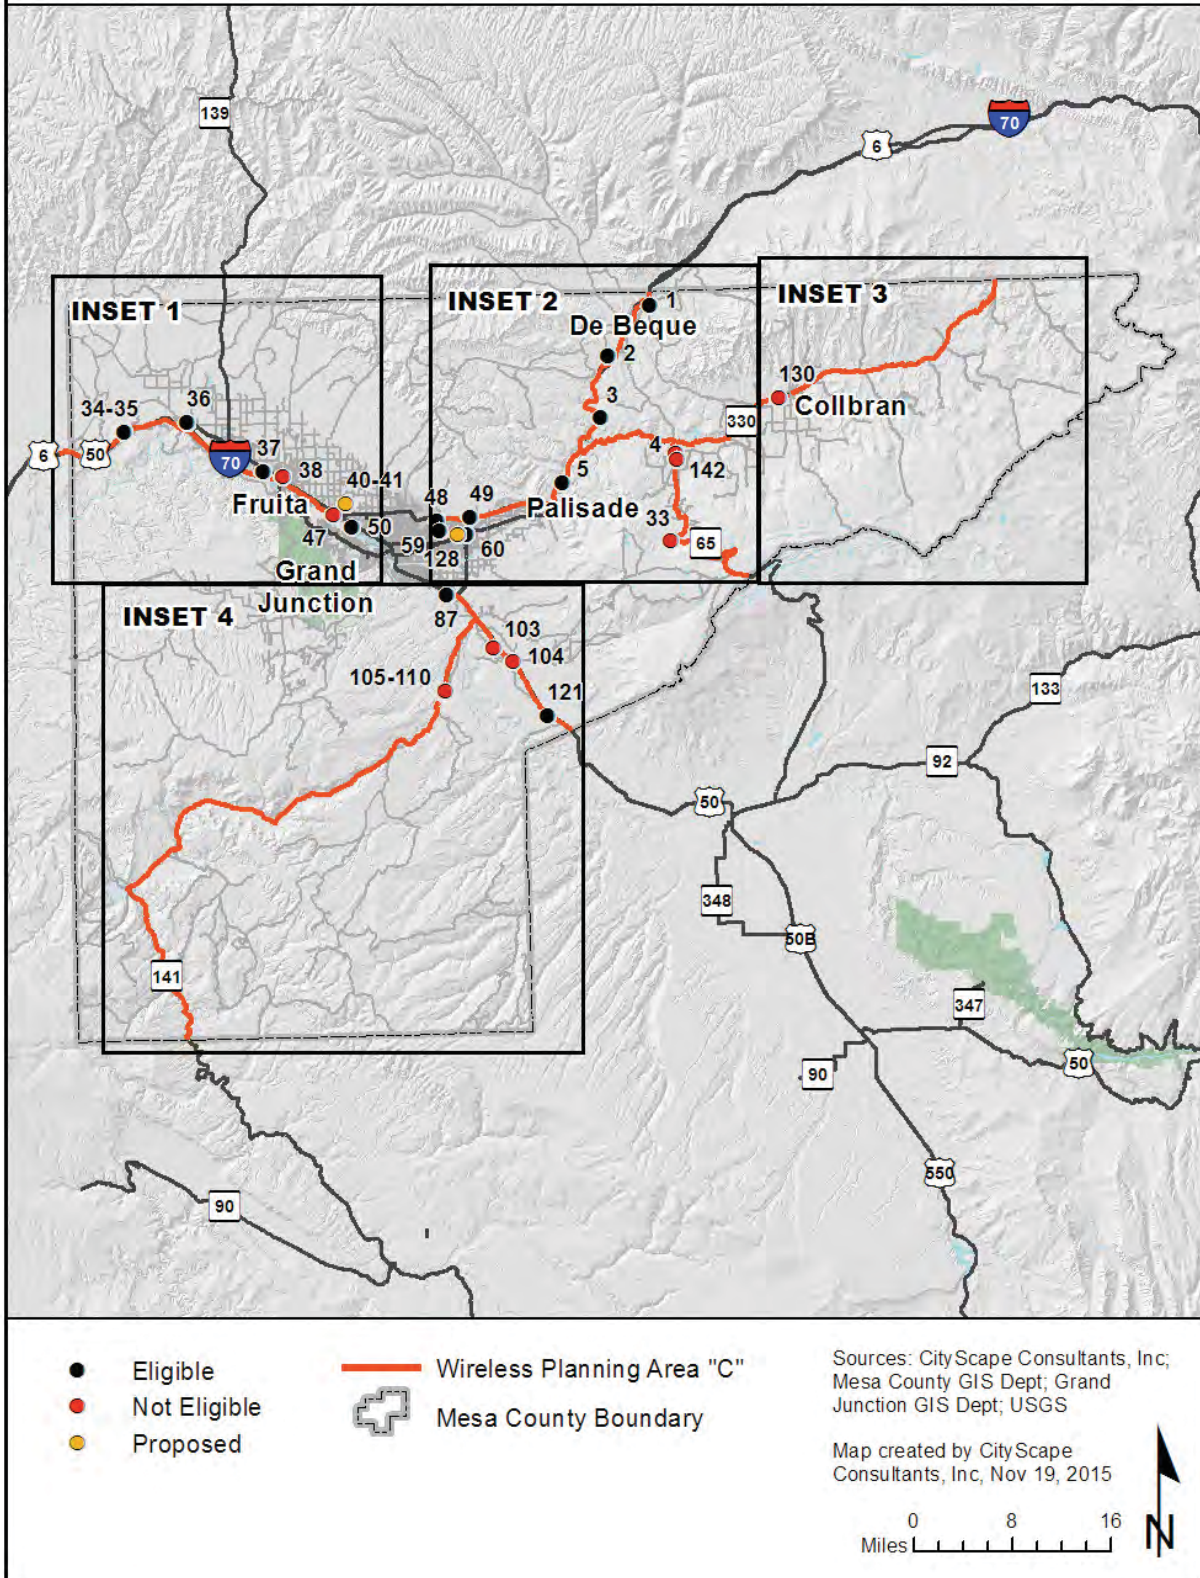 139
70
6
INSET 1
INSET 2
INSET 3
1
De Beque
2
3
130
Collbran
330
36
34-35
6
50
70
37
38
40-41
Fruita
47
50
48
49
5
Palisade
4
142
33
65
59
128
60
Grand
Junction
INSET 4
87
103
104
105-110
121
133
92
50
348
50B
141
347
50
90
550
90
Eligible
Not Eligible
Proposed
Wireless Planning Area "C"
Mesa County Boundary
Sources: CityScape Consultants, Inc;
Mesa County GIS Dept; Grand
Junction GIS Dept; USGS
Map created by CityScape
Consultants, Inc, Nov 19, 2015
0 8 16
Miles
N